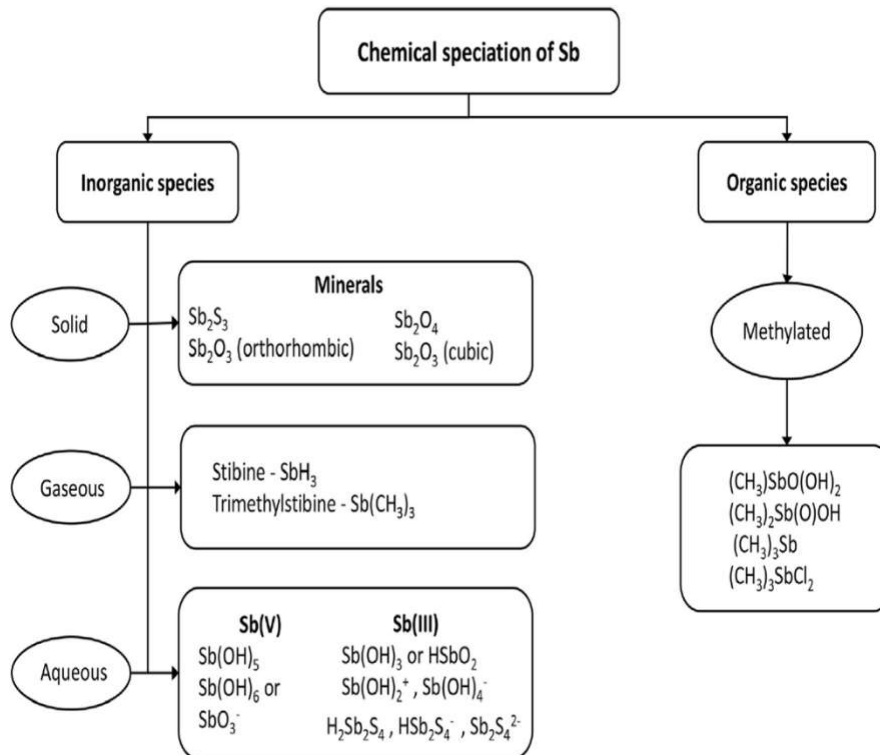 Chemical speciation of Sb
Inorganic species
Organic species
Solid
Minerals
Sb₂S₃ Sb₂O₄
Sb₂O₃ (orthorhombic) Sb₂O₃ (cubic)
Methylated
Gaseous
Stibine - SbH₃
Trimethylstibine - Sb(CH₃)₃
(CH₃)SbO(OH)₂
(CH₃)₂Sb(O)OH
(CH₃)₃Sb
(CH₃)₃SbCl₂
Aqueous
Sb(V) Sb(III)
Sb(OH)₅ Sb(OH)₃ or HSbO₂
Sb(OH)₆ or Sb(OH)₂⁺ , Sb(OH)₄⁻
SbO₃⁻ H₂Sb₂S₄ , HSb₂S₄⁻ , Sb₂S₄²⁻